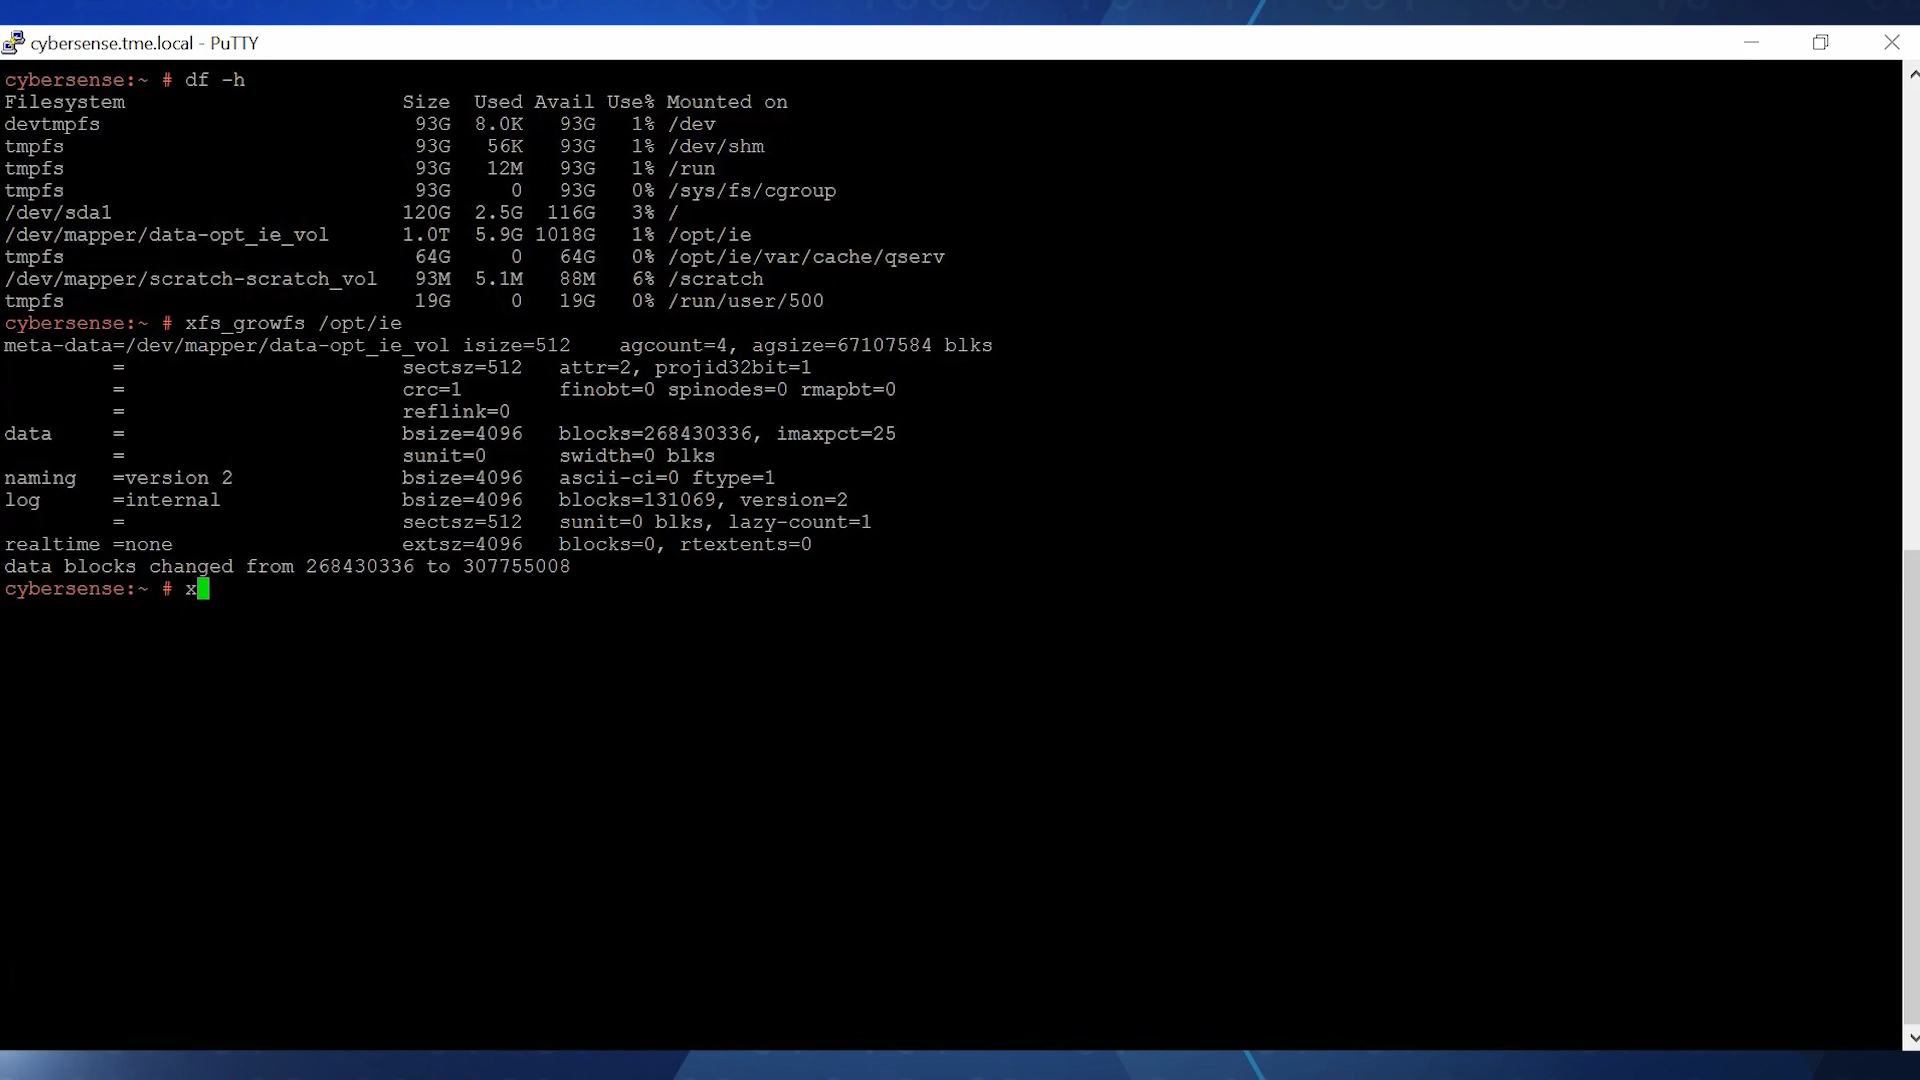 cybersense.tme.local - PuTTY
cybersense:~ # df -h
Filesystem Size Used Avail Use% Mounted on
devtmpfs 93G 8.0K 93G 1% /dev
tmpfs 93G 56K 93G 1% /dev/shm
tmpfs 93G 12M 93G 1% /run
tmpfs 93G 0 93G 0% /sys/fs/cgroup
/dev/sda1 120G 2.5G 116G 3% /
/dev/mapper/data-opt_ie_vol 1.0T 5.9G 1018G 1% /opt/ie
tmpfs 64G 0 64G 0% /opt/ie/var/cache/qserv
/dev/mapper/scratch-scratch_vol 93M 5.1M 88M 6% /scratch
tmpfs 19G 0 19G 0% /run/user/500
cybersense:~ # xfs_growfs /opt/ie
meta-data=/dev/mapper/data-opt_ie_vol isize=512 agcount=4, agsize=67107584 blks
= sectsz=512 attr=2, projid32bit=1
= crc=1 finobt=0 spinodes=0 rmapbt=0
= reflink=0
data = bsize=4096 blocks=268430336, imaxpct=25
= sunit=0 swidth=0 blks
naming =version 2 bsize=4096 ascii-ci=0 ftype=1
log =internal bsize=4096 blocks=131069, version=2
= sectsz=512 sunit=0 blks, lazy-count=1
realtime =none extsz=4096 blocks=0, rtextents=0
data blocks changed from 268430336 to 307755008
cybersense:~ # x